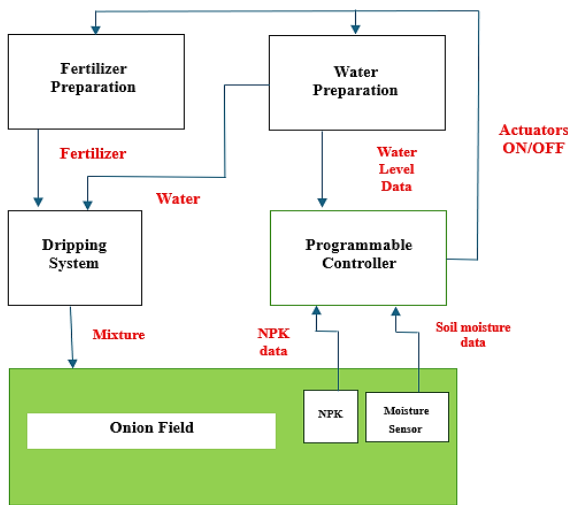 Fertilizer
Preparation
Water
Preparation
Actuators
ON/OFF
Fertilizer
Water
Level
Data
Water
Dripping
System
Programmable
Controller
Mixture
NPK
data
Soil moisture
data
Onion Field
NPK
Moisture
Sensor